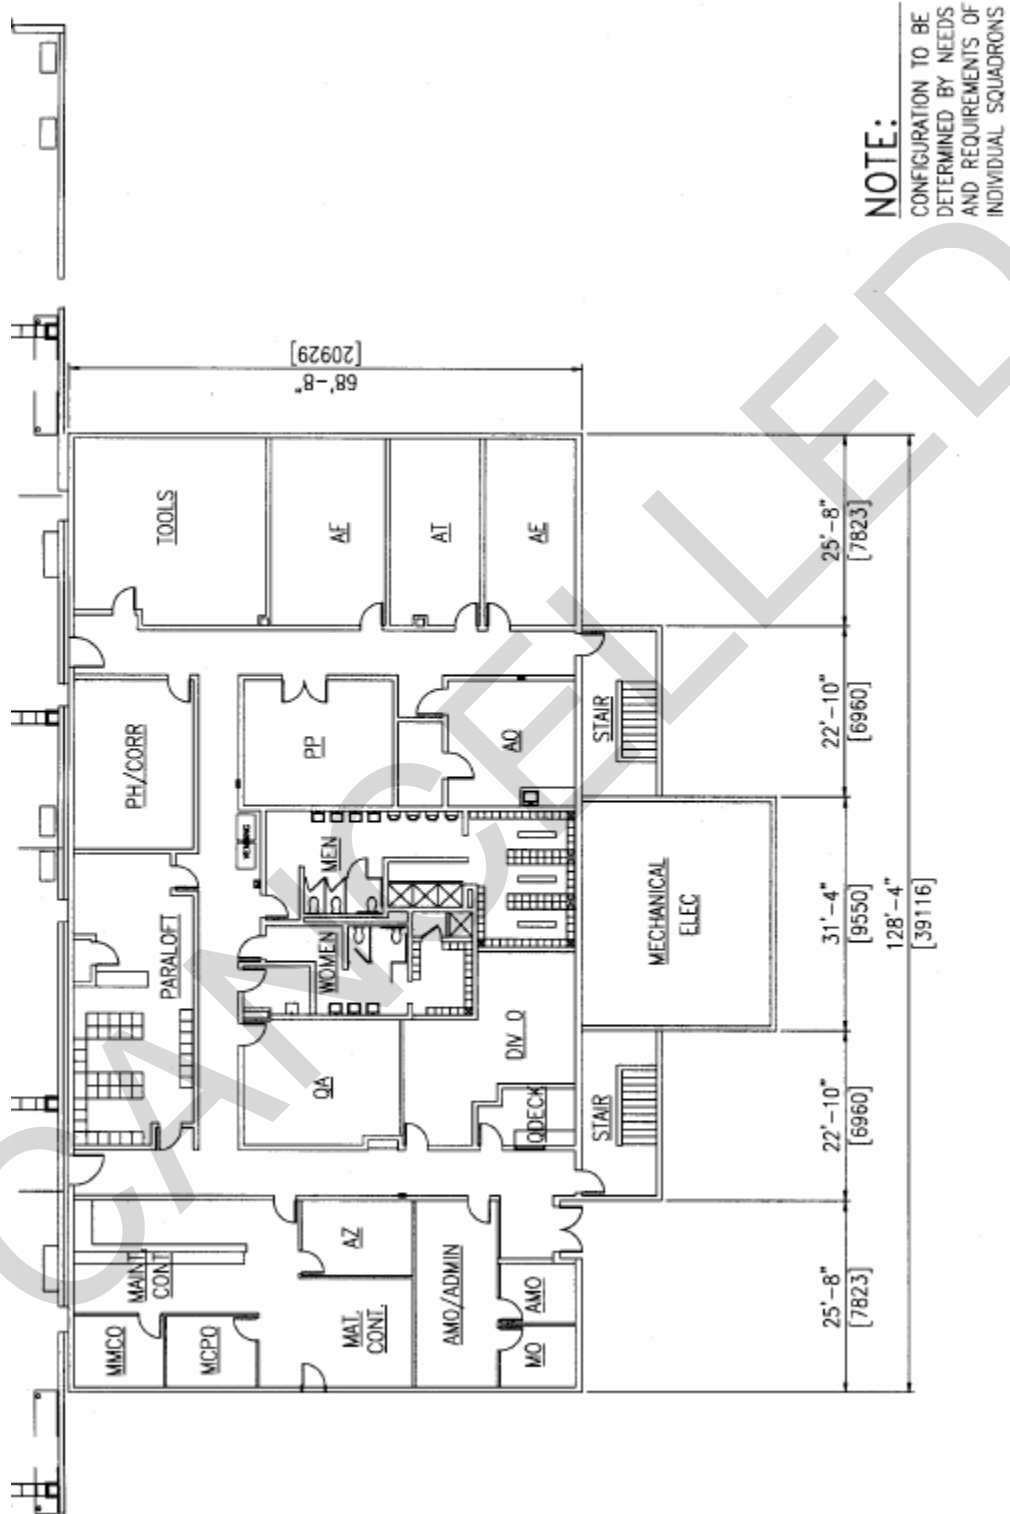 TOOLS
AF
AT
AE
PH/CORR
PP
AO
STAIR
VENDING
MEN
PARALOFT
WOMEN
MECHANICAL
ELEC
QA
DIV O
QDECK
STAIR
MAINT
CONT
AZ
MMCO
MCPO
MAT.
CONT.
AMO/ADMIN
AMO
MO
68'-8"
[20929]
25'-8"
[7823]
22'-10"
[6960]
31'-4"
[9550]
22'-10"
[6960]
25'-8"
[7823]
128'-4"
[39116]
NOTE:
CONFIGURATION TO BE
DETERMINED BY NEEDS
AND REQUIREMENTS OF
INDIVIDUAL SQUADRONS
CANCELLED